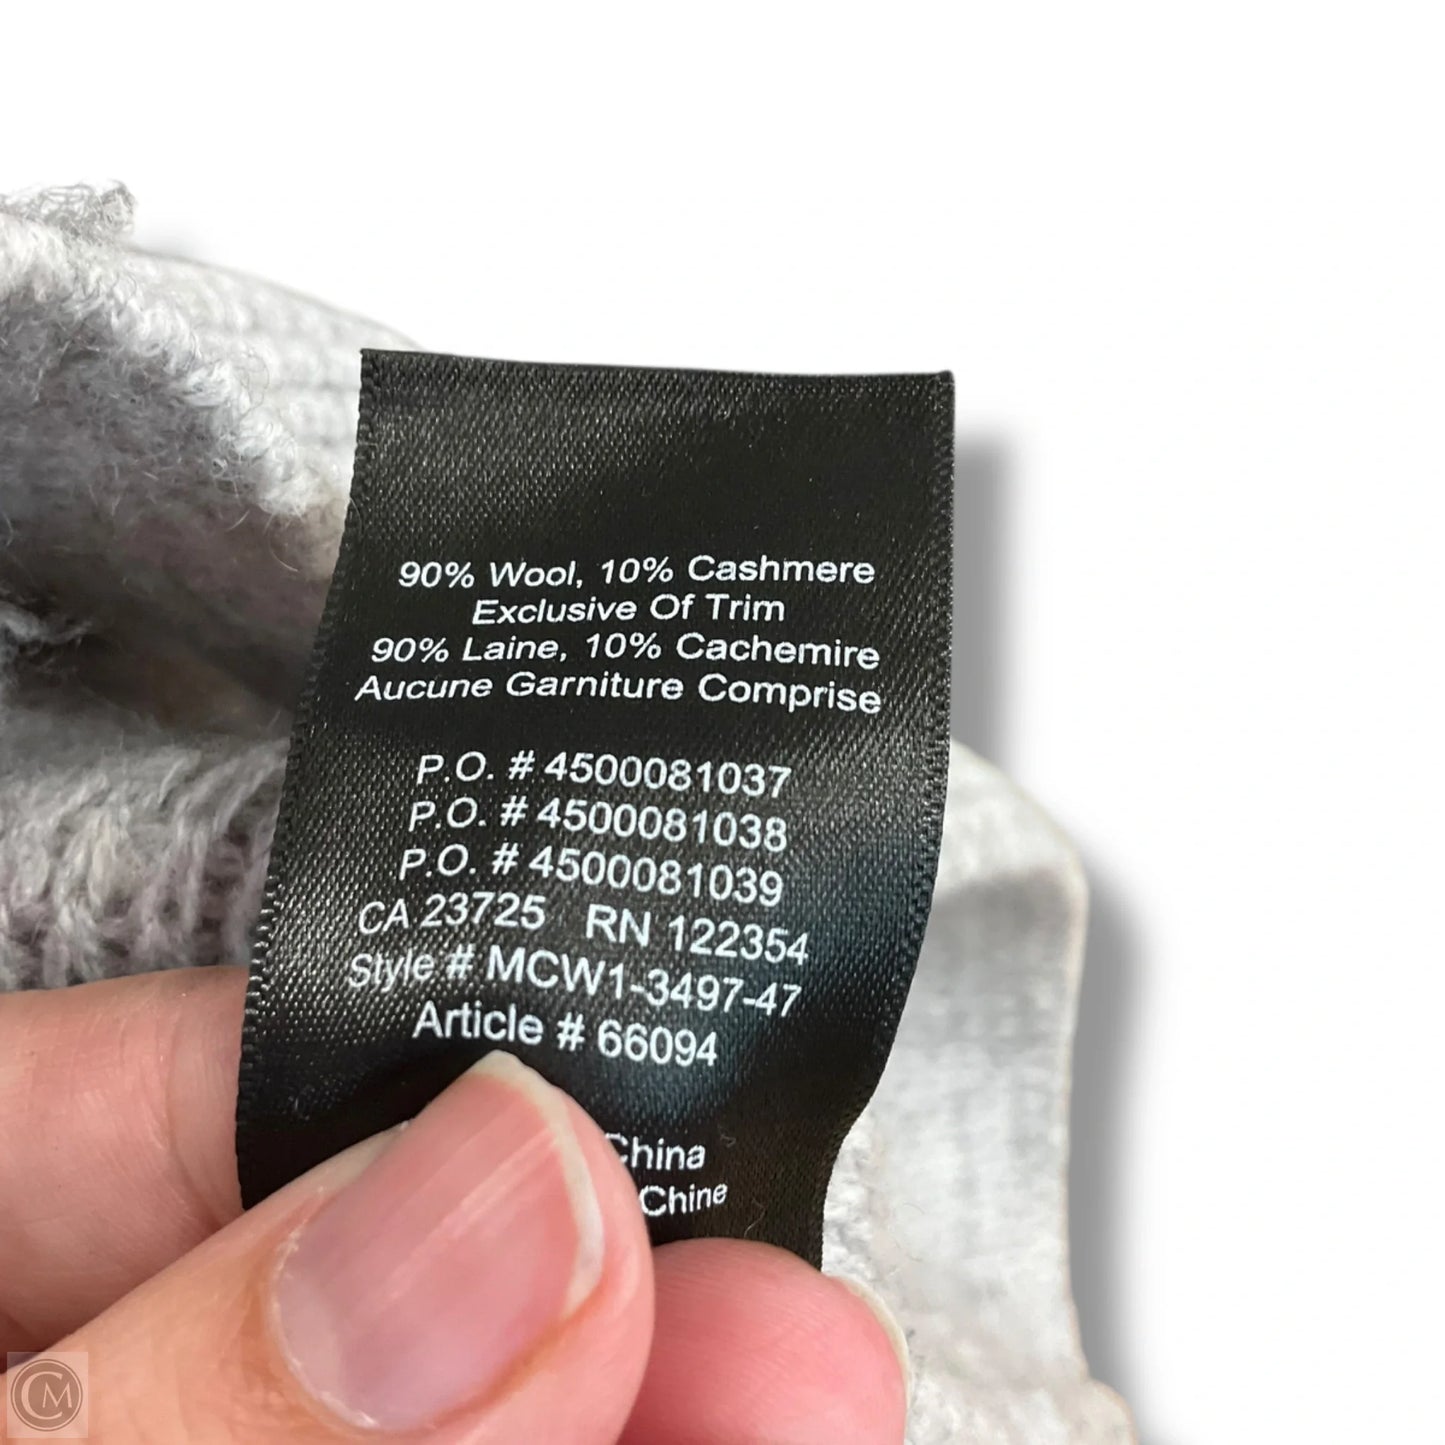 90% Wool, 10% Cashmere
Exclusive Of Trim
90% Laine, 10% Cachemire
Aucune Garniture Comprise
P.O. # 4500081037
P.O. # 4500081038
P.O. # 4500081039
CA 23725 RN 122354
Style # MCW1-3497-47
Article # 66094
China
Chine
CM